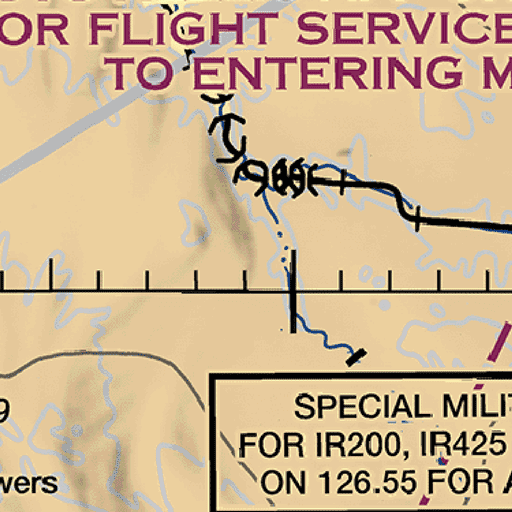 OR FLIGHT SERVICE
TO ENTERING M
9
SPECIAL MILIT
FOR IR200, IR425
wers
ON 126.55 FOR A